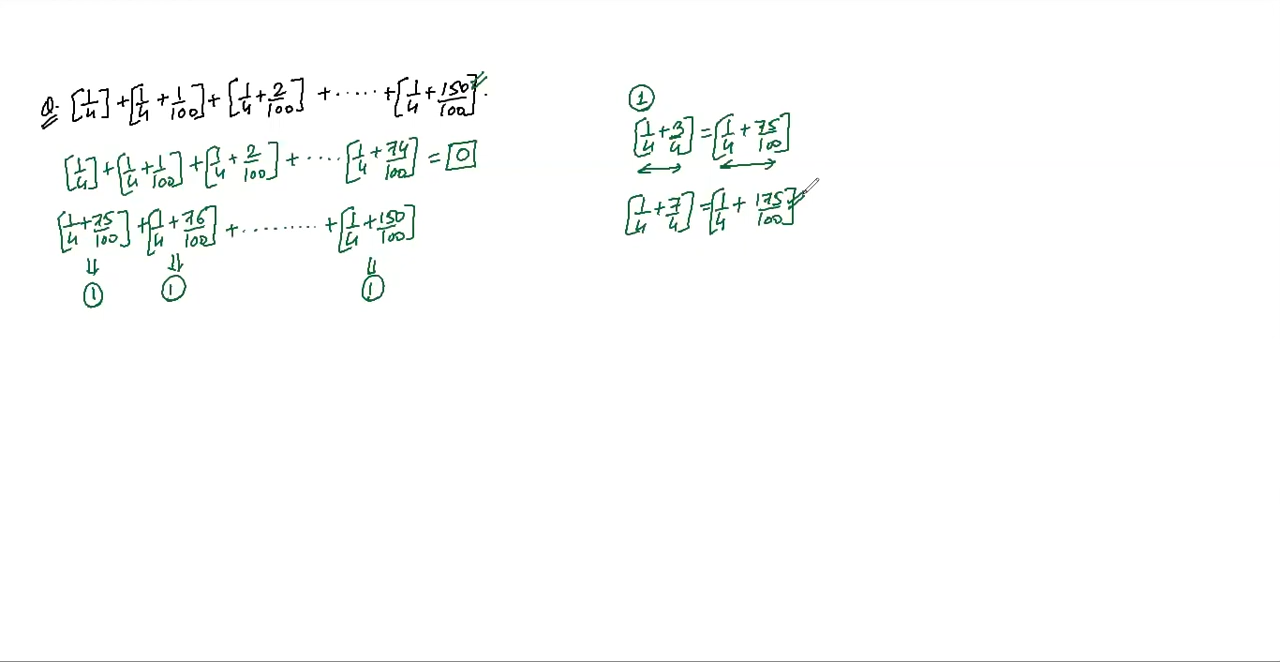 Q. [1/4] + [1/4 + 1/100] + [1/4 + 2/100] + ..... + [1/4 + 150/100].
[1/4] + [1/4 + 1/100] + [1/4 + 2/100] + .... [1/4 + 74/100] = 0
[1/4 + 75/100] + [1/4 + 76/100] + ......... + [1/4 + 150/100]
⇓ ⇓ ⇓
1 1 1
1
[1/4 + 3/4] = [1/4 + 75/100]
[1/4 + 7/4] = [1/4 + 175/100]